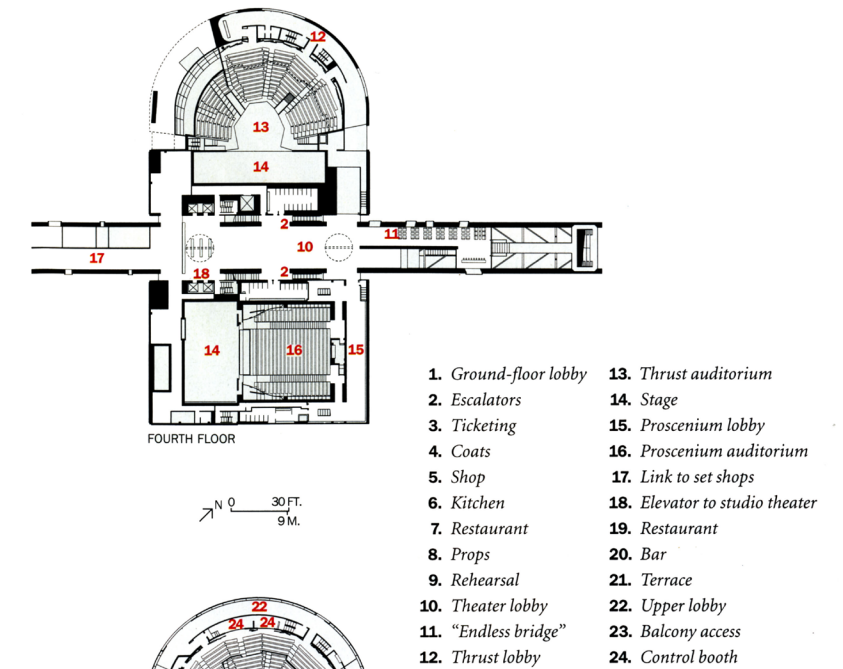 12
13
14
2
11
10
17
18
2
14
16
15
FOURTH FLOOR
N 0 30 FT.
9 M.
22
24 24
1. Ground-floor lobby
2 Escalators
3. Ticketing
4. Coats
5. Shop
6. Kitchen
7. Restaurant
8. Props
9. Rehearsal
10. Theater lobby
11. “Endless bridge”
12. Thrust lobby
13. Thrust auditorium
14. Stage
15. Proscenium lobby
16. Proscenium auditorium
17. Link to set shops
18. Elevator to studio theater
19. Restaurant
20. Bar
21. Terrace
22. Upper lobby
23. Balcony access
24. Control booth